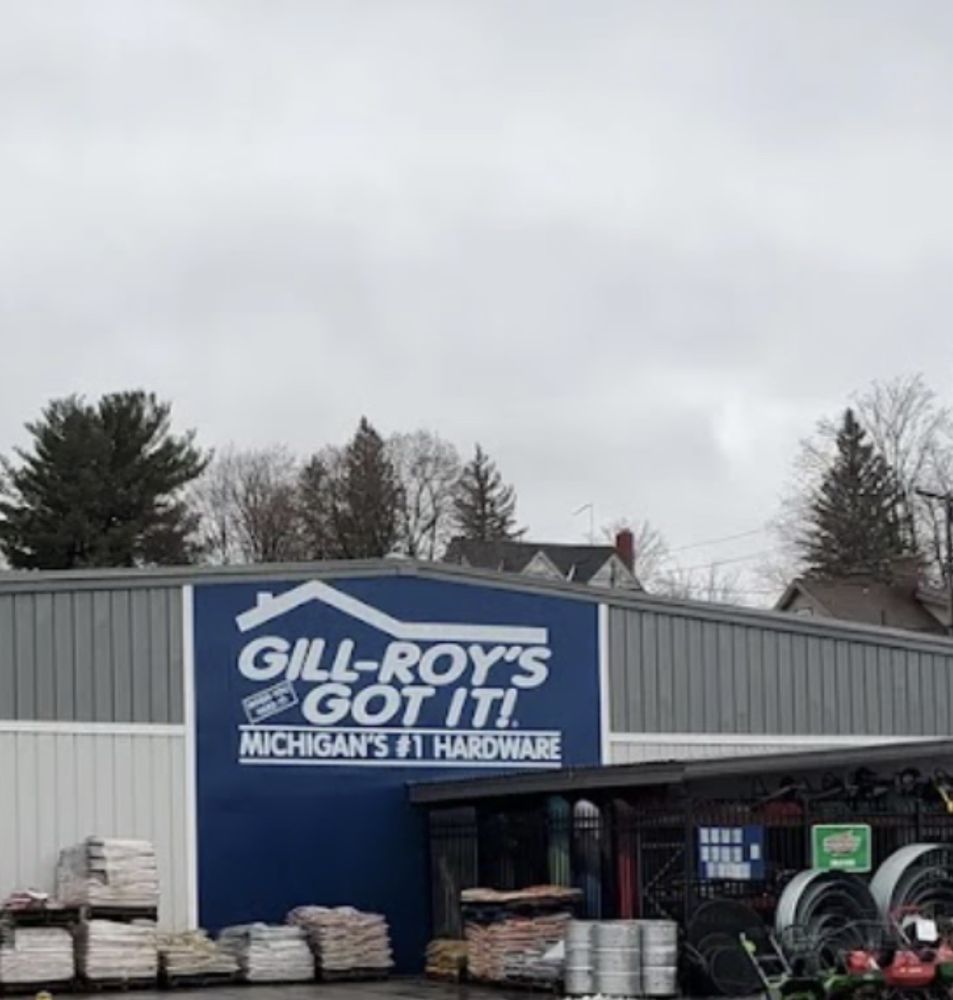 GILL-ROY'S
GOT IT!
MICHIGAN'S #1 HARDWARE